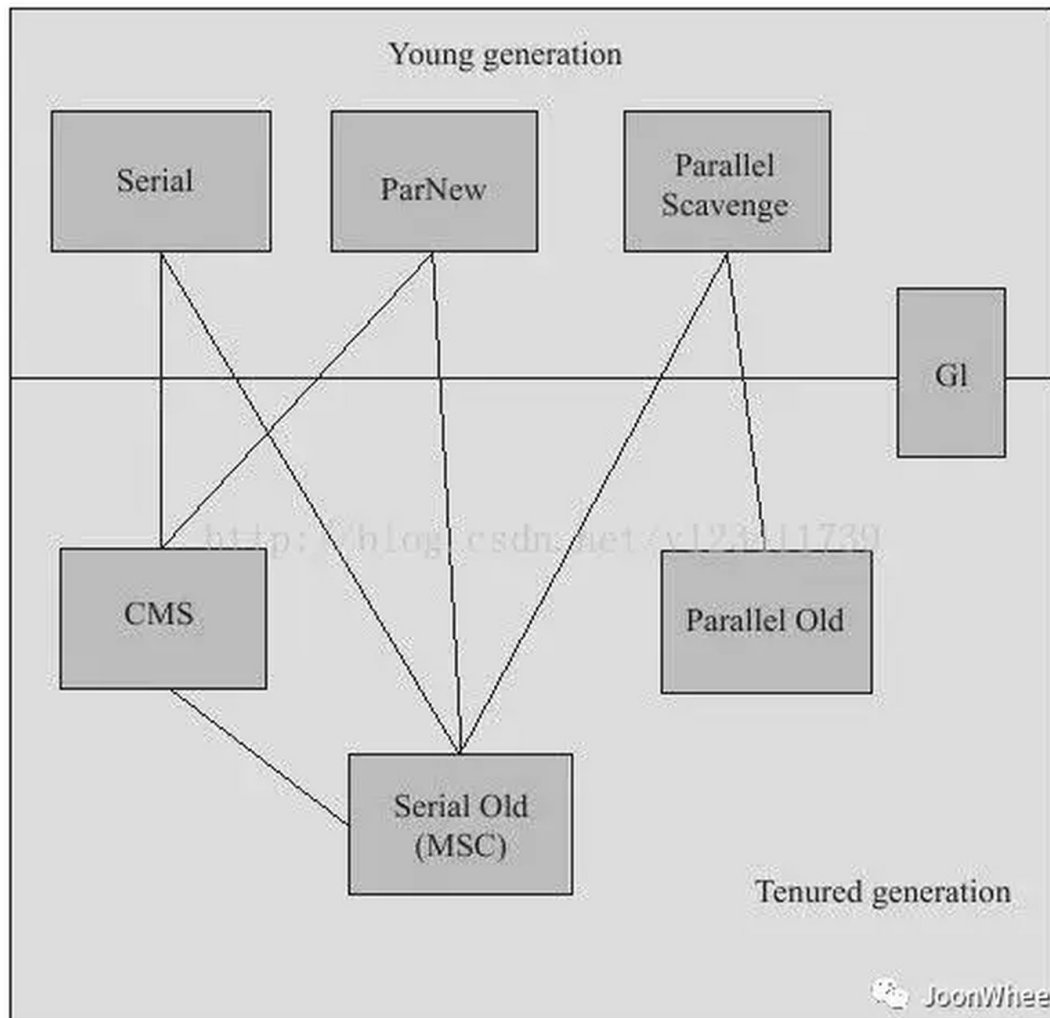 Young generation
Serial
ParNew
Parallel
Scavenge
Gl
CMS
Parallel Old
Serial Old
(MSC)
Tenured generation
JoonWhee